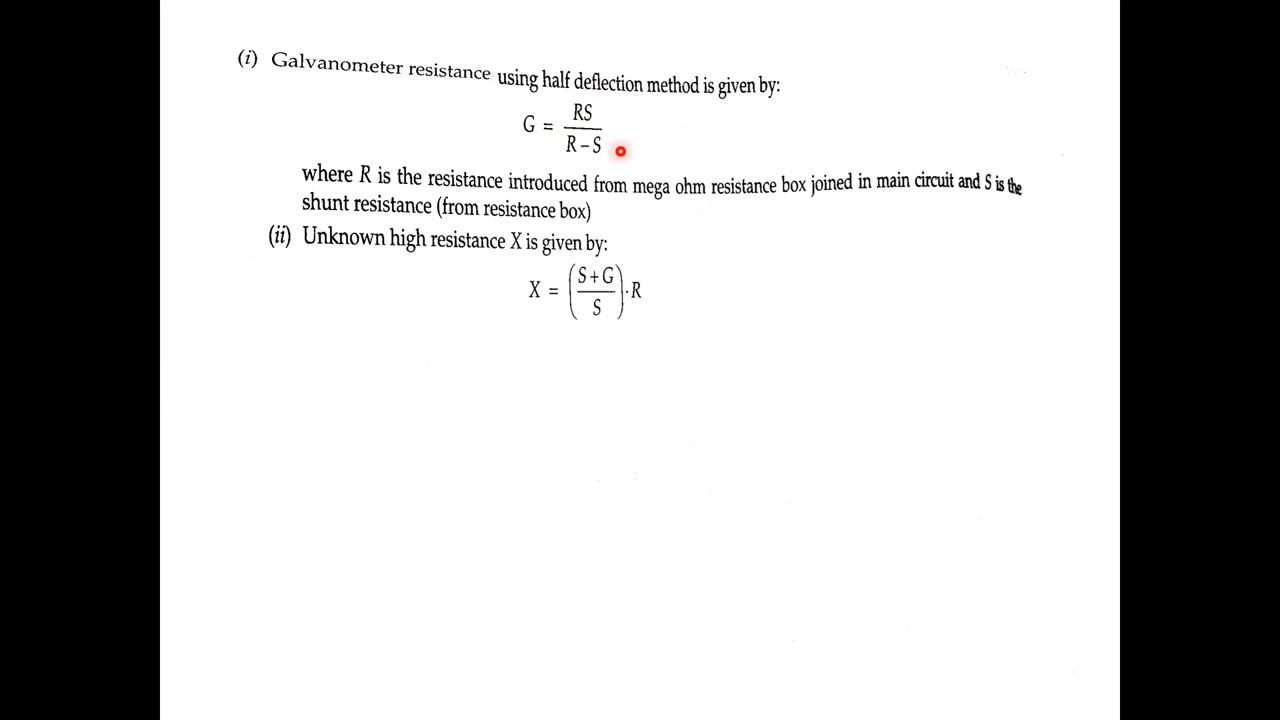 (i) Galvanometer resistance using half deflection method is given by:
G = RS / R – S
where R is the resistance introduced from mega ohm resistance box joined in main circuit and S is the
shunt resistance (from resistance box)
(ii) Unknown high resistance X is given by:
X = (S + G / S) · R